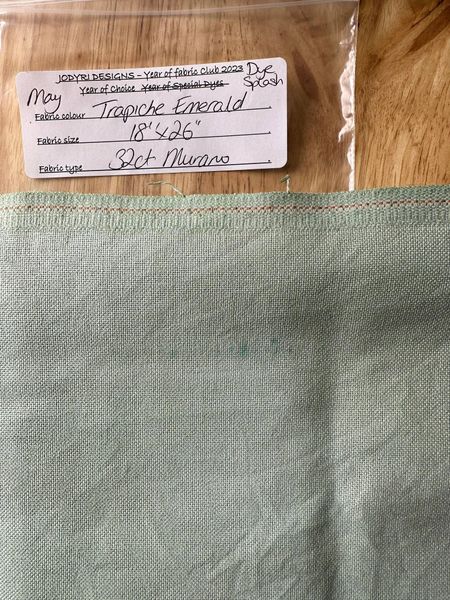 JODYRI DESIGNS - Year of fabric Club 2023 Dye
Year of Choice Year of Special Dyes Splash
May
Fabric colour Trapiche Emerald
Fabric size 18" x 26"
Fabric type 32ct Murano